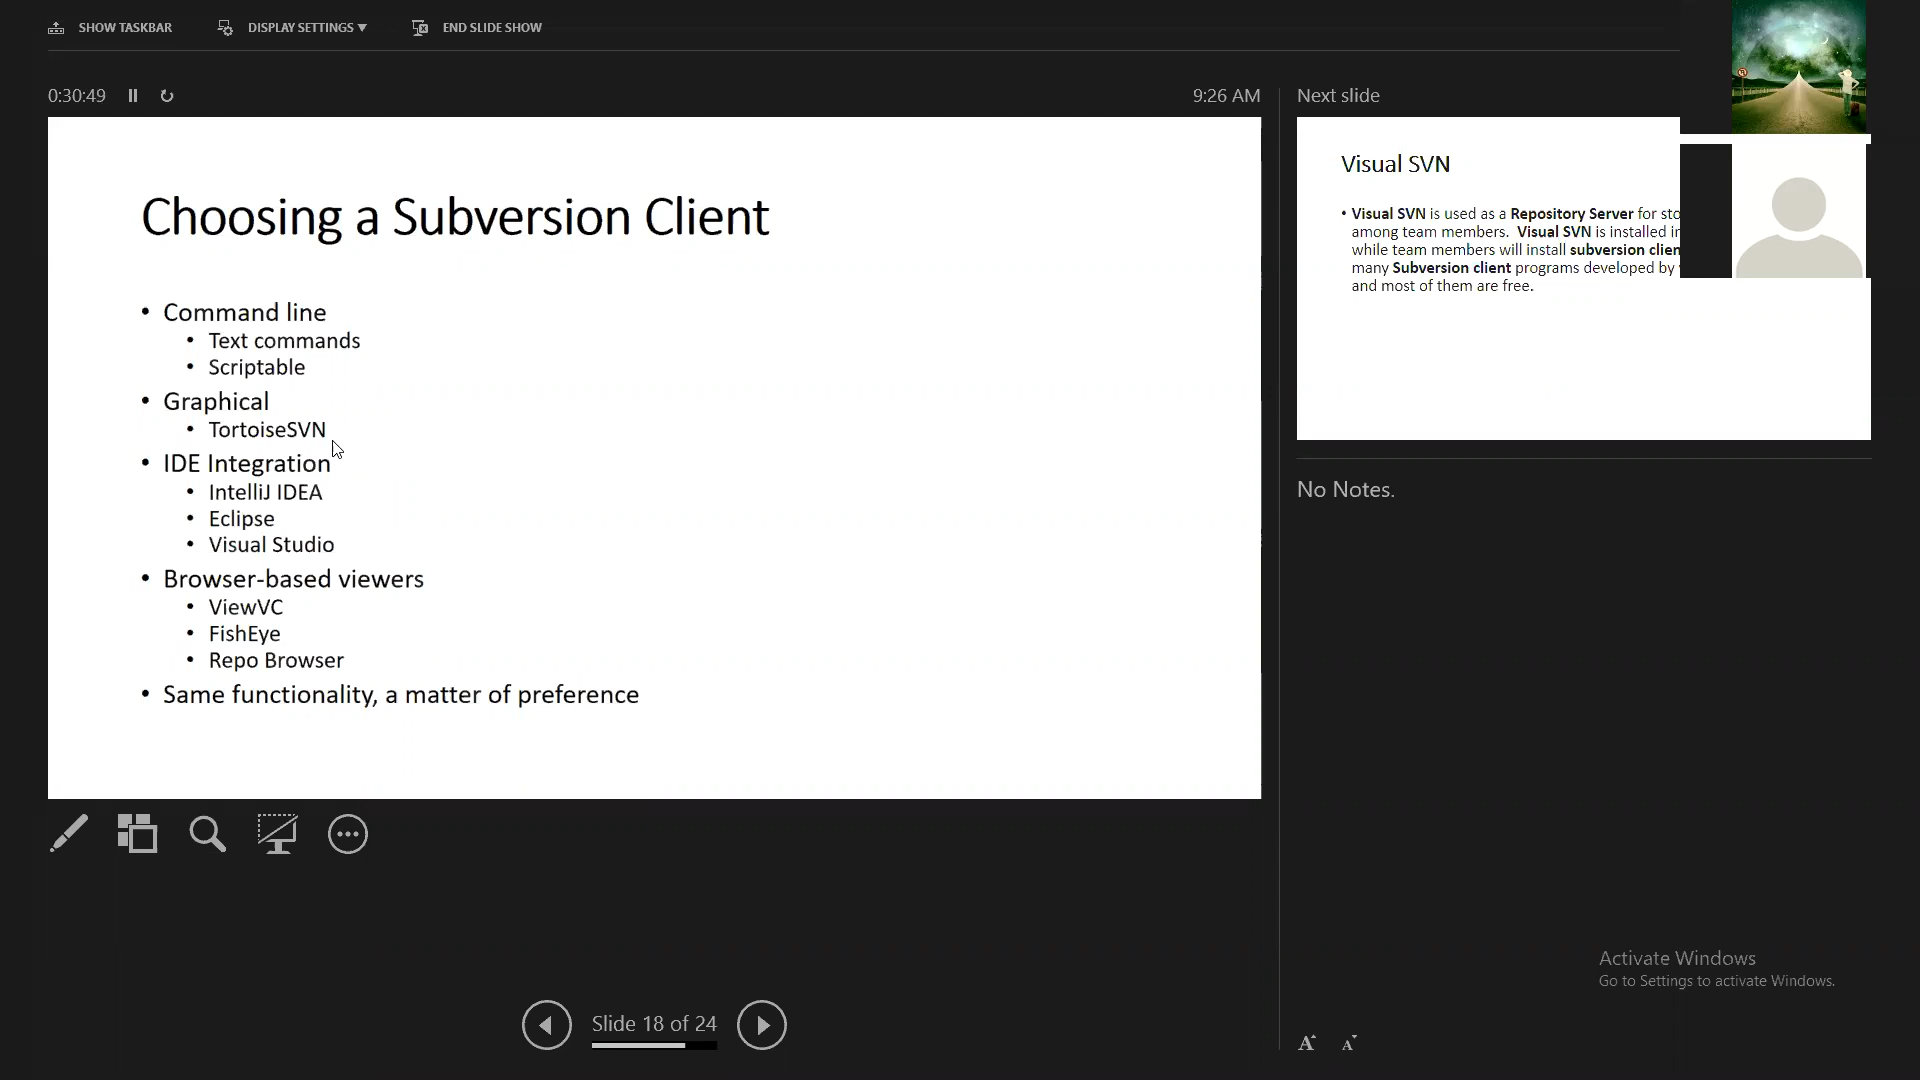 SHOW TASKBAR
DISPLAY SETTINGS ▼
END SLIDE SHOW
0:30:49
9:26 AM
Choosing a Subversion Client
• Command line
• Text commands
• Scriptable
• Graphical
• TortoiseSVN
• IDE Integration
• IntelliJ IDEA
• Eclipse
• Visual Studio
• Browser-based viewers
• ViewVC
• FishEye
• Repo Browser
• Same functionality, a matter of preference
Slide 18 of 24
Next slide
Visual SVN
• Visual SVN is used as a Repository Server for
among team members. Visual SVN is installed
while team members will install subversion
many Subversion client programs developed by
and most of them are free.
No Notes.
Activate Windows
Go to Settings to activate Windows.
A A